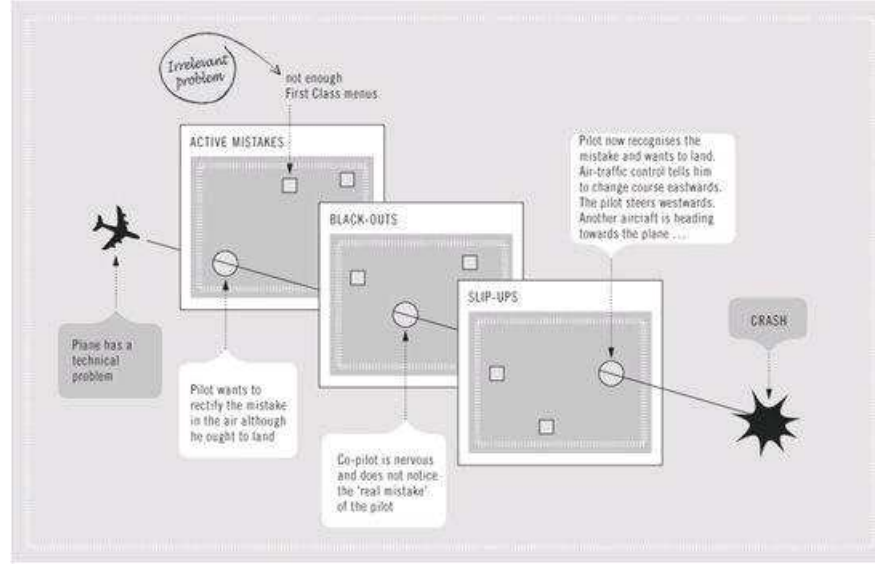 Irrelevant
problem
not enough
First Class menus
ACTIVE MISTAKES
BLACK-OUTS
SLIP-UPS
Pilot now recognises the
mistake and wants to land.
Air-traffic control tells him
to change course eastwards.
The pilot steers westwards.
Another aircraft is heading
towards the plane ...
CRASH
Plane has a
technical
problem
Pilot wants to
rectify the mistake
in the air although
he ought to land
Co-pilot is nervous
and does not notice
the 'real mistake'
of the pilot